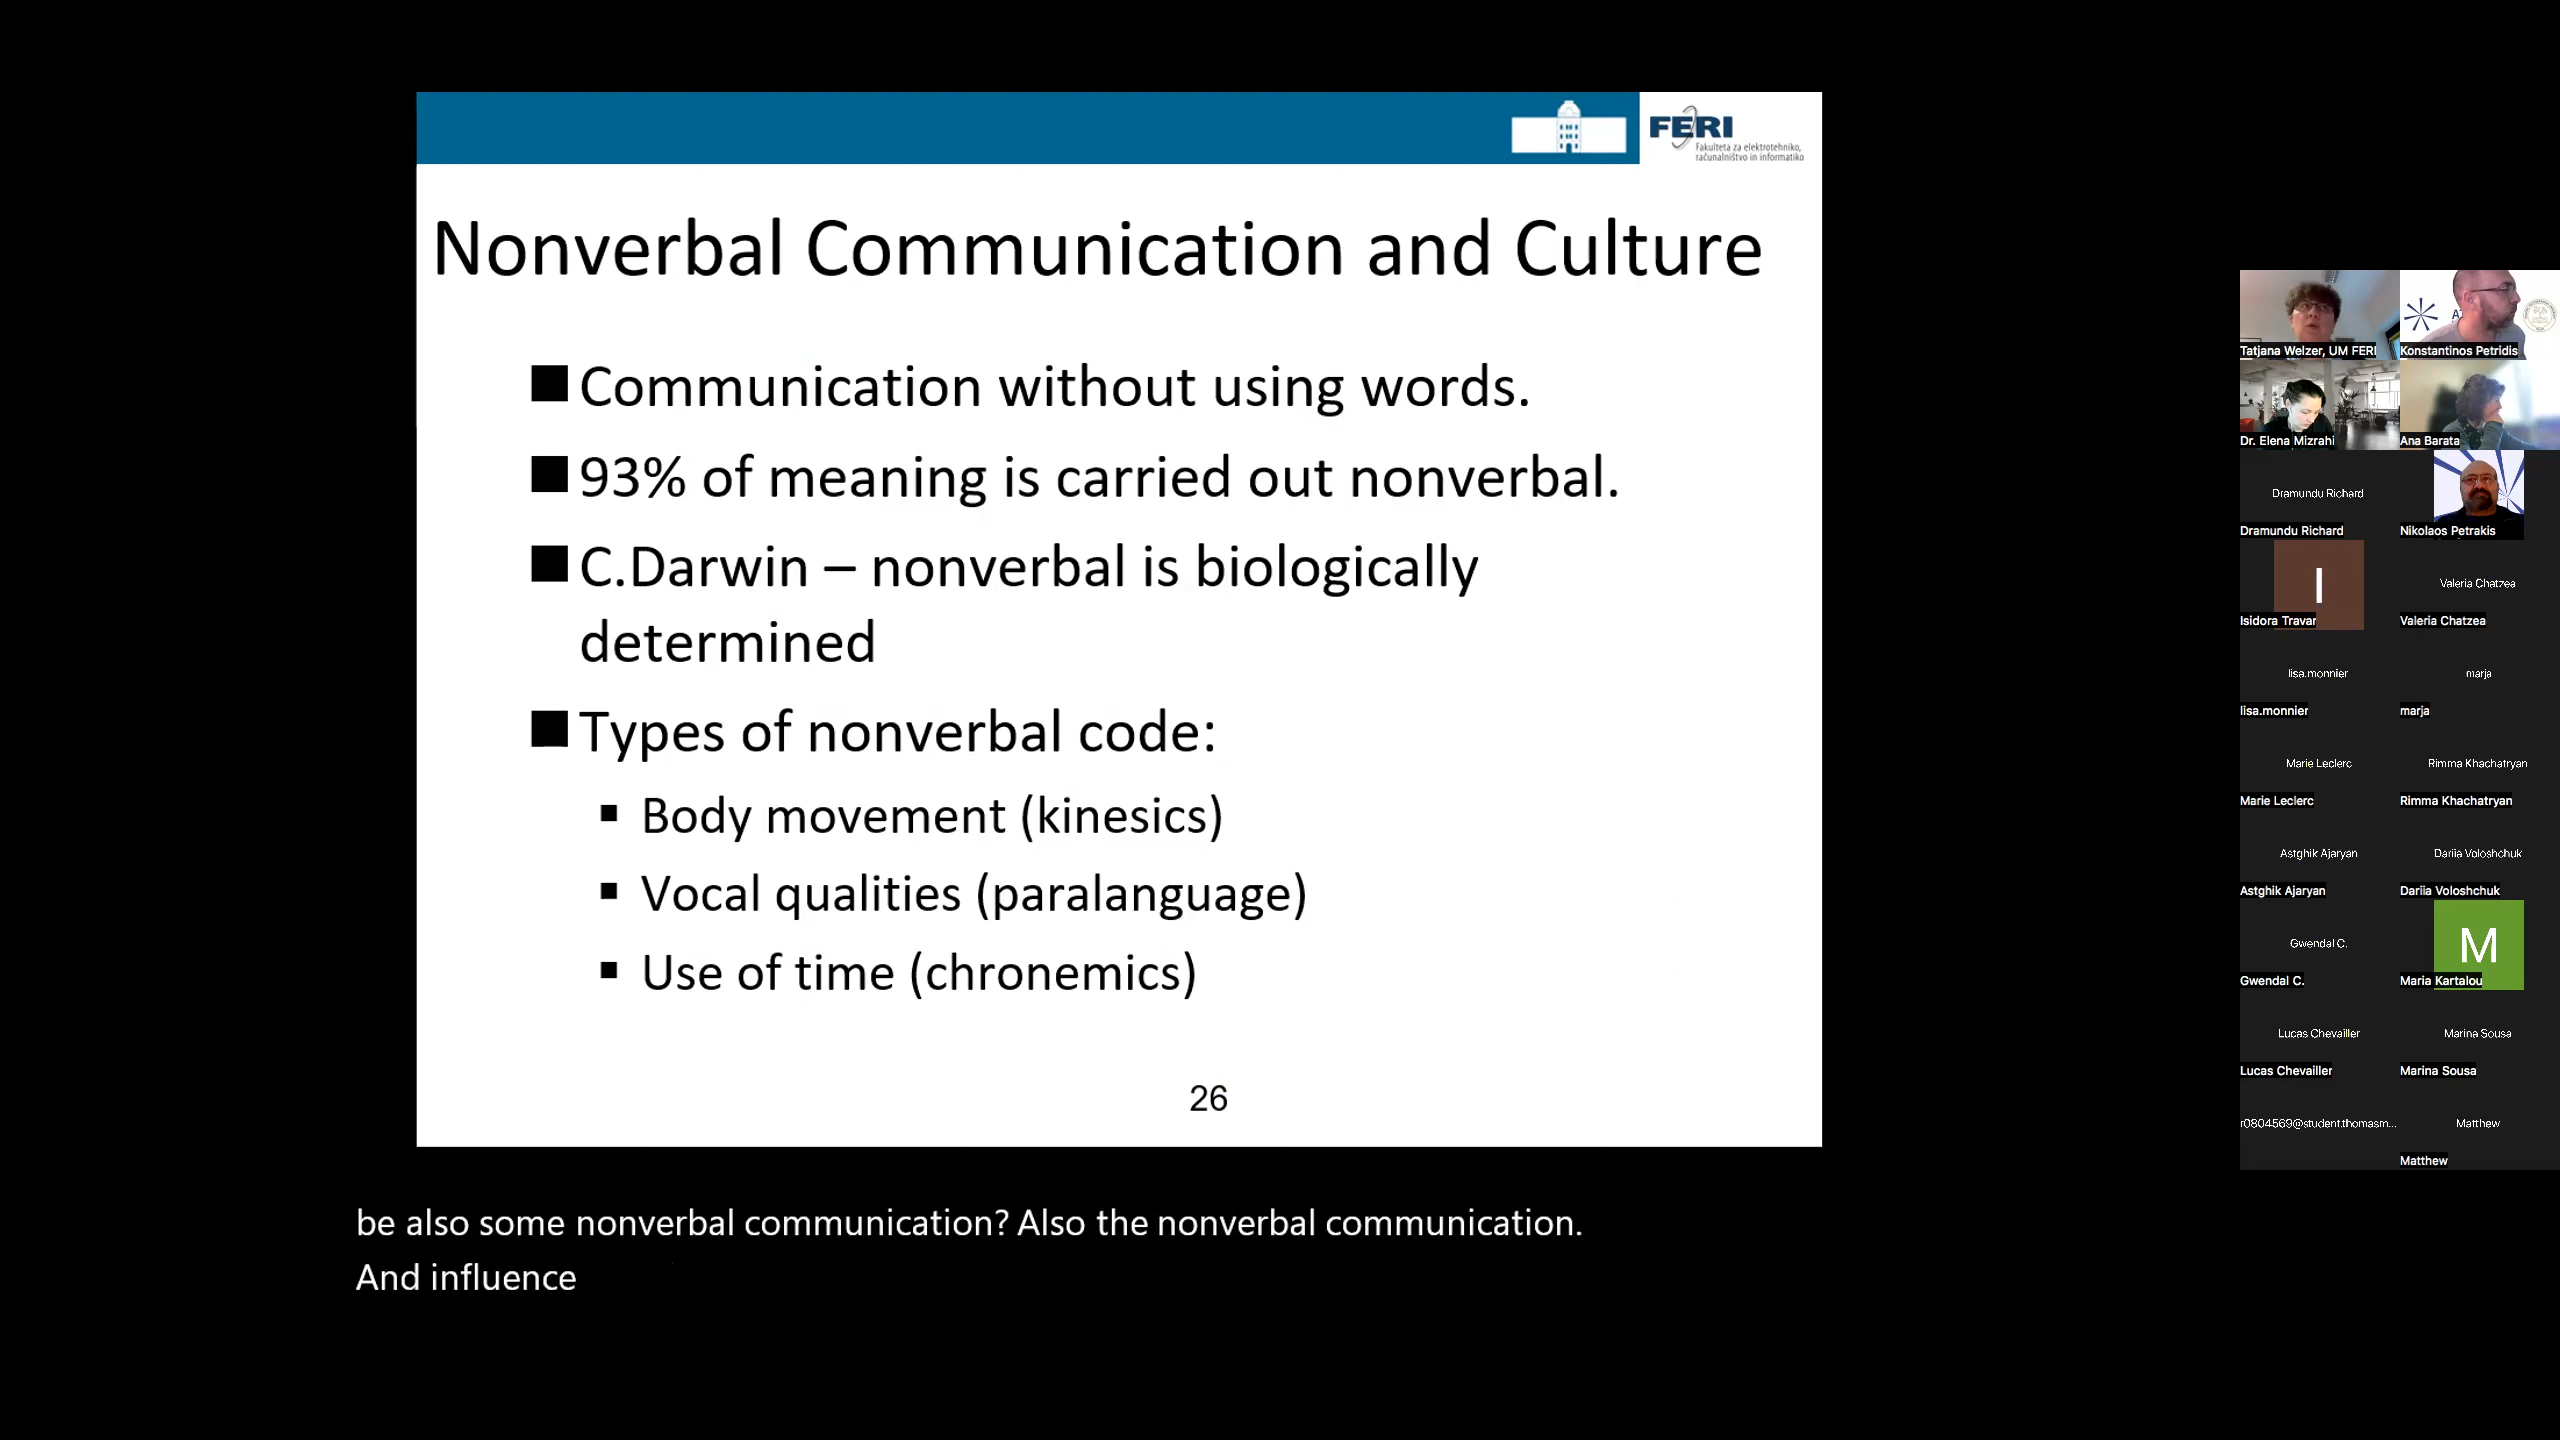 FERI
Fakulteta za elektrotehniko,
računalništvo in informatiko
Nonverbal Communication and Culture
Communication without using words.
93% of meaning is carried out nonverbal.
C.Darwin – nonverbal is biologically
determined
Types of nonverbal code:
Body movement (kinesics)
Vocal qualities (paralanguage)
Use of time (chronemics)
26
be also some nonverbal communication? Also the nonverbal communication.
And influence
Tatjana Welzer, UM FERI
Konstantinos Petridis
Dr. Elena Mizrahi
Ana Barata
Dramundu Richard
Dramundu Richard
Nikolaos Petrakis
I
Isidora Travar
Valeria Chatzea
Valeria Chatzea
lisa.monnier
lisa.monnier
marja
marja
Marie Leclerc
Marie Leclerc
Rimma Khachatryan
Rimma Khachatryan
Astghik Ajaryan
Astghik Ajaryan
Dariia Voloshchuk
Dariia Voloshchuk
Gwendal C.
Gwendal C.
M
Maria Kartalou
Lucas Chevailler
Lucas Chevailler
Marina Sousa
Marina Sousa
r0804569@student.thomasm...
Matthew
Matthew